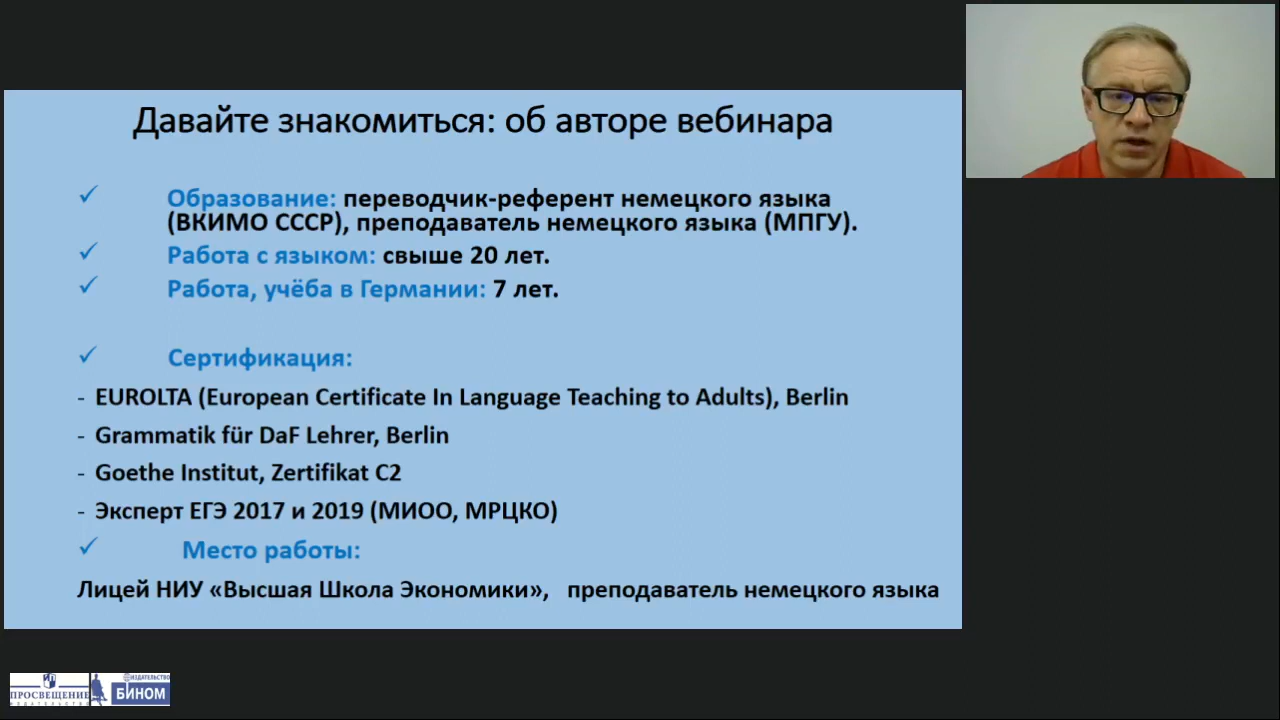 Давайте знакомиться: об авторе вебинара
✓ Образование: переводчик-референт немецкого языка
(ВКИМО СССР), преподаватель немецкого языка (МПГУ).
✓ Работа с языком: свыше 20 лет.
✓ Работа, учёба в Германии: 7 лет.
✓ Сертификация:
- EUROLTA (European Certificate In Language Teaching to Adults), Berlin
- Grammatik für DaF Lehrer, Berlin
- Goethe Institut, Zertifikat C2
- Эксперт ЕГЭ 2017 и 2019 (МИОО, МРЦКО)
✓ Место работы:
Лицей НИУ «Высшая Школа Экономики», преподаватель немецкого языка
ПРОСВЕЩЕНИЕ
ИЗДАТЕЛЬСТВО
ИЗДАТЕЛЬСТВО
БИНОМ